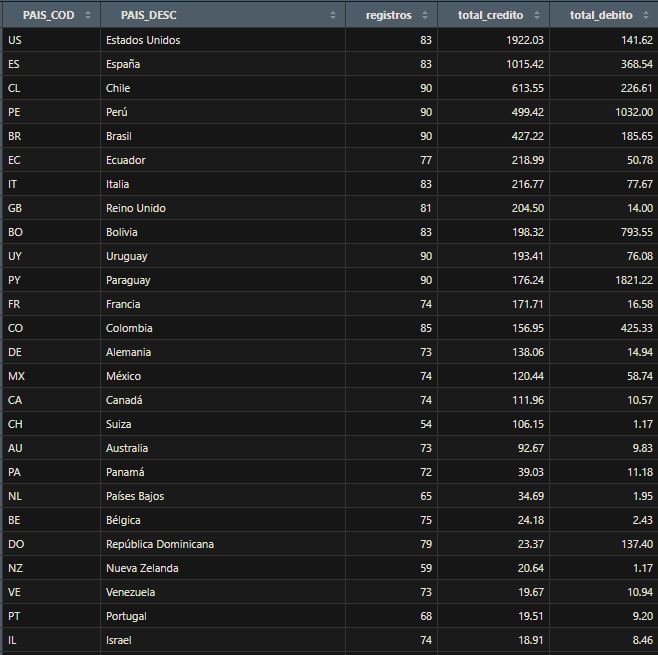 PAIS_COD PAIS_DESC registros total_credito total_debito
US Estados Unidos 83 1922.03 141.62
ES España 83 1015.42 368.54
CL Chile 90 613.55 226.61
PE Perú 90 499.42 1032.00
BR Brasil 90 427.22 185.65
EC Ecuador 77 218.99 50.78
IT Italia 83 216.77 77.67
GB Reino Unido 81 204.50 14.00
BO Bolivia 83 198.32 793.55
UY Uruguay 90 193.41 76.08
PY Paraguay 90 176.24 1821.22
FR Francia 74 171.71 16.58
CO Colombia 85 156.95 425.33
DE Alemania 73 138.06 14.94
MX México 74 120.44 58.74
CA Canadá 74 111.96 10.57
CH Suiza 54 106.15 1.17
AU Australia 73 92.67 9.83
PA Panamá 72 39.03 11.18
NL Países Bajos 65 34.69 1.95
BE Bélgica 75 24.18 2.43
DO República Dominicana 79 23.37 137.40
NZ Nueva Zelanda 59 20.64 1.17
VE Venezuela 73 19.67 10.94
PT Portugal 68 19.51 9.20
IL Israel 74 18.91 8.46